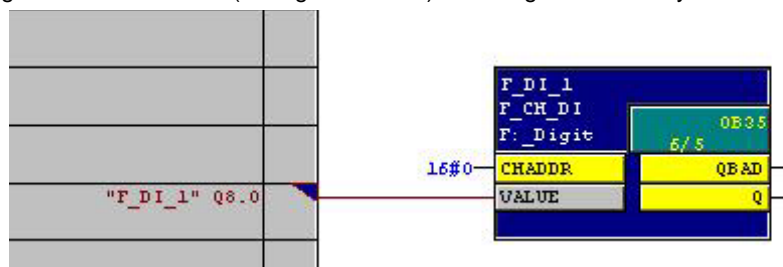 F_DI_1
F_CH_DI
F:_Digit OB35
6/5
16#0 CHADDR QBAD
"F_DI_1" Q8.0 VALUE Q